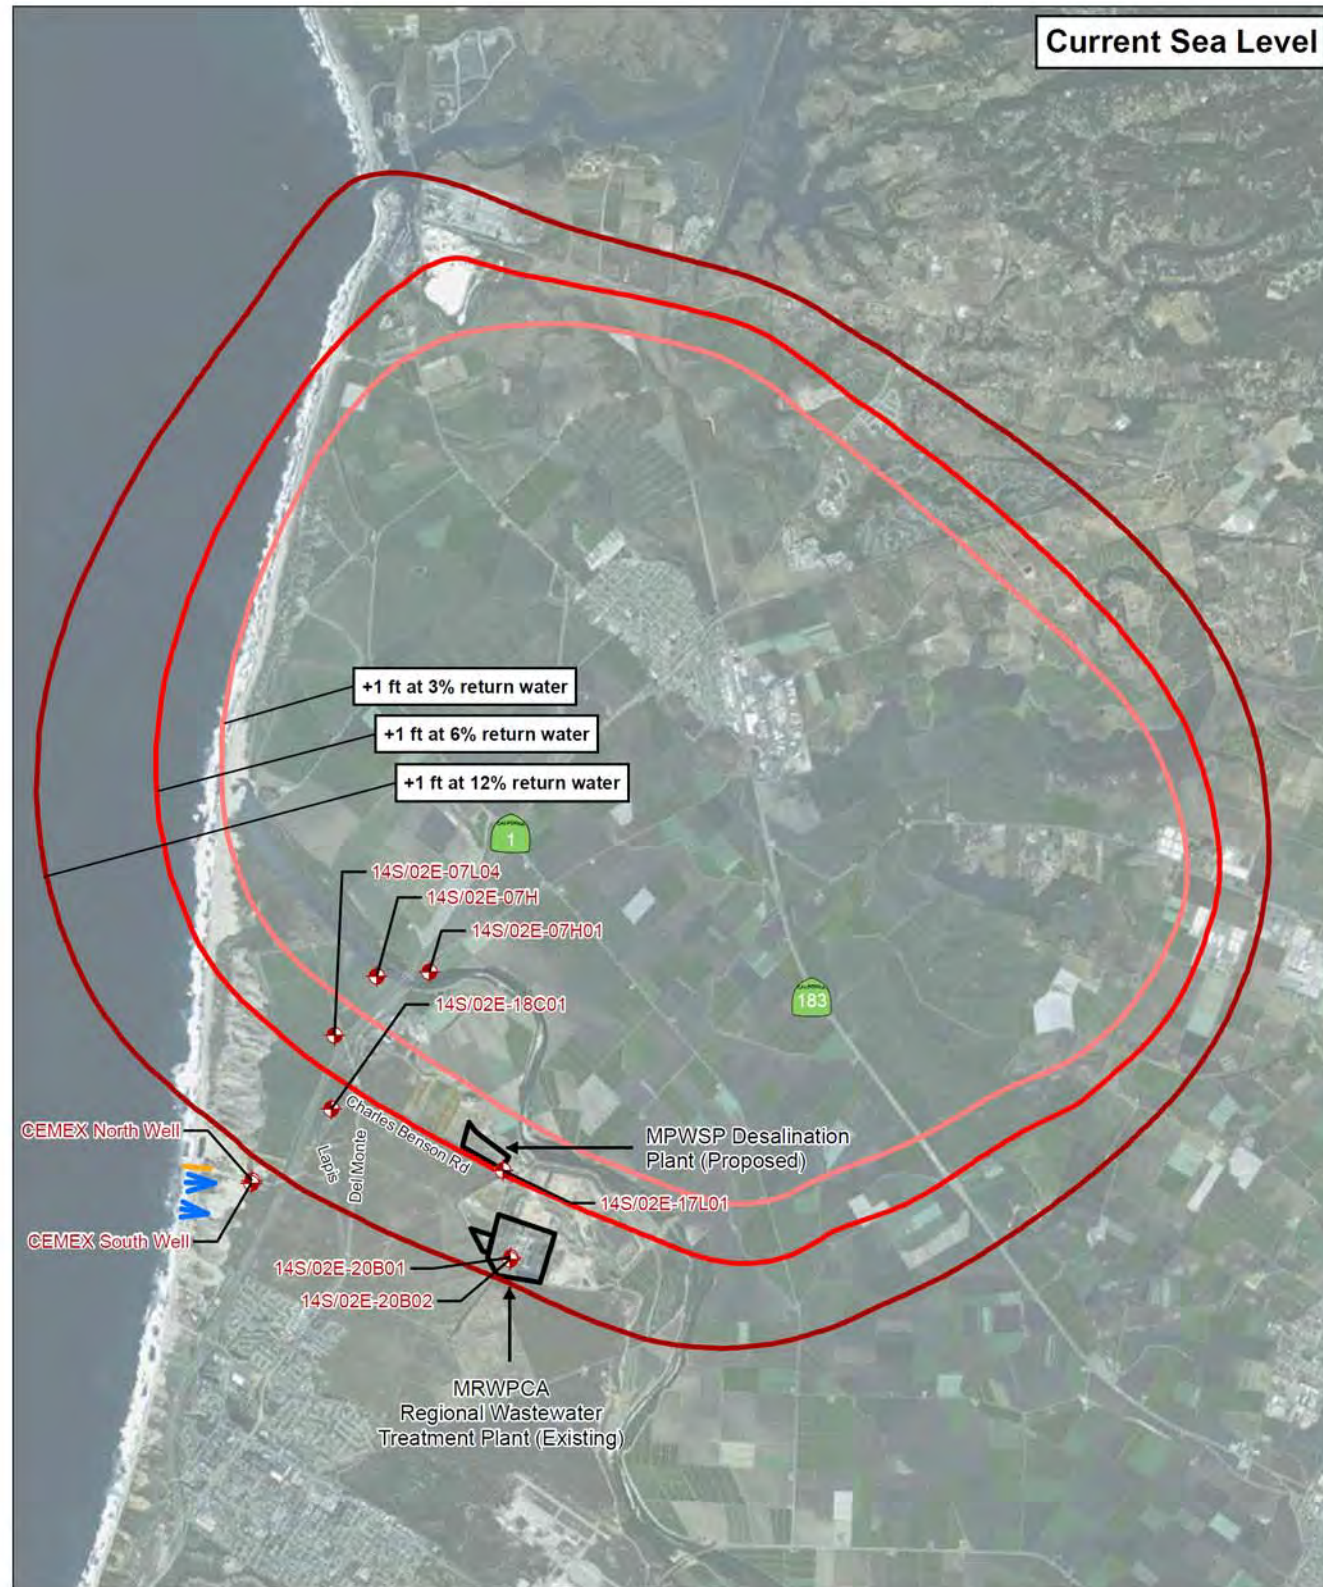 Current Sea Level
+1 ft at 3% return water
+1 ft at 6% return water
+1 ft at 12% return water
1
14S/02E-07L04
14S/02E-07H
14S/02E-07H01
183
14S/02E-18C01
Charles Benson Rd
Lapis
Del Monte
CEMEX North Well
MPWSP Desalination
Plant (Proposed)
14S/02E-17L01
CEMEX South Well
14S/02E-20B01
14S/02E-20B02
MRWPCA
Regional Wastewater
Treatment Plant (Existing)